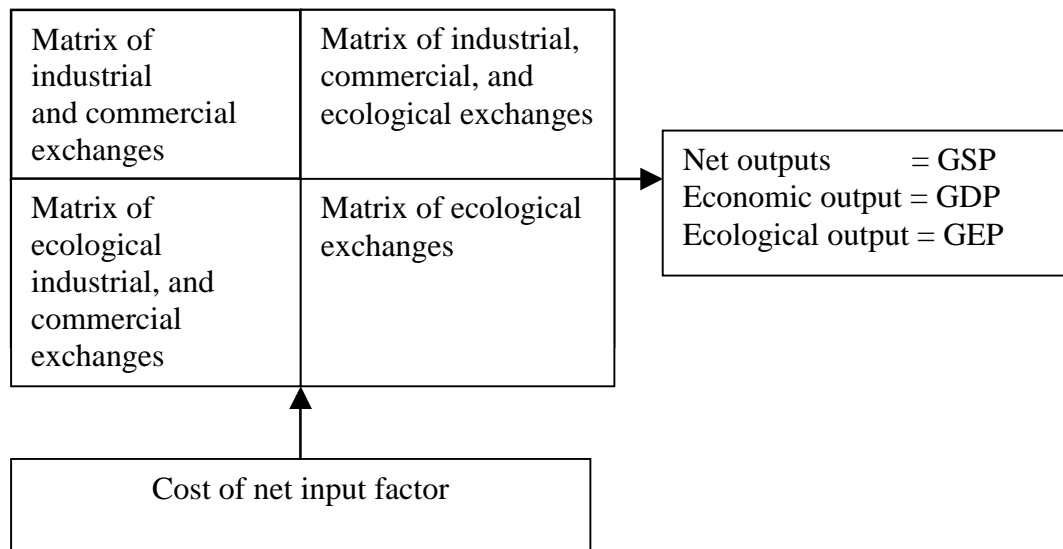 Matrix of
industrial
and commercial
exchanges
Matrix of industrial,
commercial, and
ecological exchanges
Net outputs = GSP
Economic output = GDP
Ecological output = GEP
Matrix of
ecological
industrial, and
commercial
exchanges
Matrix of ecological
exchanges
Cost of net input factor